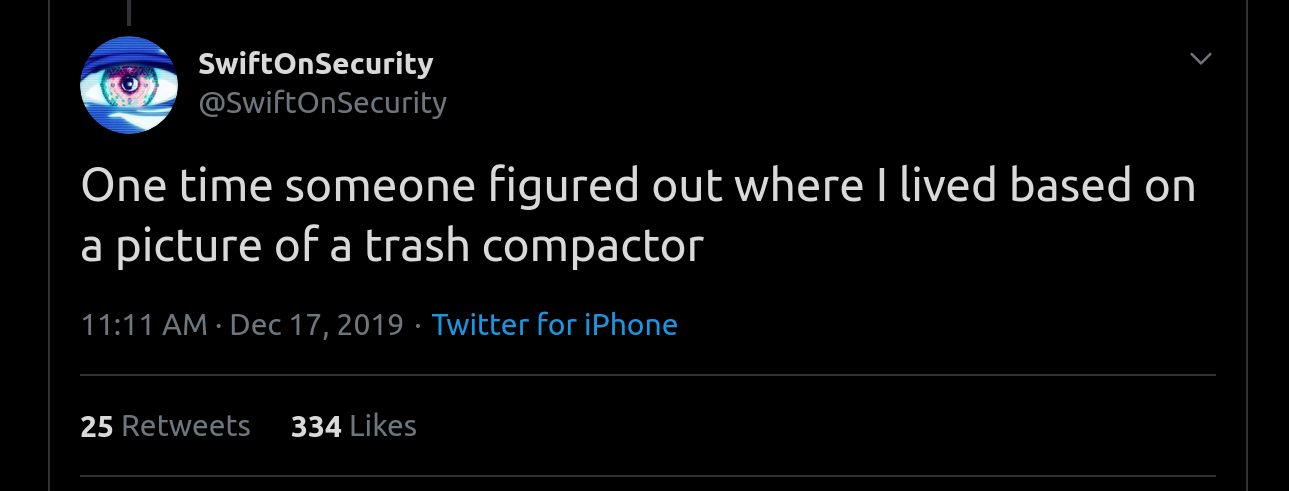 SwiftOnSecurity
@SwiftOnSecurity
One time someone figured out where I lived based on
a picture of a trash compactor
11:11 AM · Dec 17, 2019 · Twitter for iPhone
25 Retweets 334 Likes